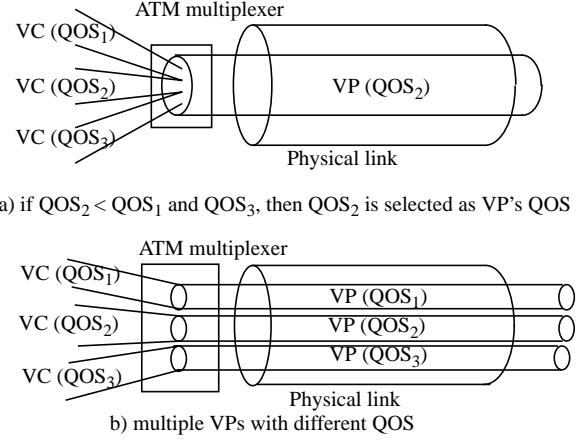 ATM multiplexer
VC (QOS1)
VC (QOS2)
VP (QOS2)
VC (QOS3)
Physical link
a) if QOS2 < QOS1 and QOS3, then QOS2 is selected as VP's QOS
ATM multiplexer
VC (QOS1)
VP (QOS1)
VC (QOS2)
VP (QOS2)
VP (QOS3)
VC (QOS3)
Physical link
b) multiple VPs with different QOS